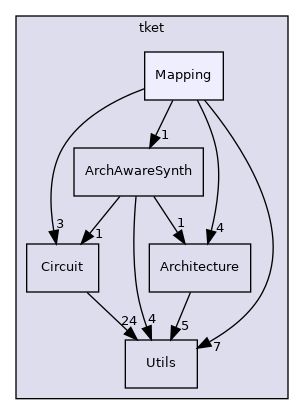 tket
Mapping
1
ArchAwareSynth
3
1
1
4
Circuit
Architecture
24
4
5
7
Utils